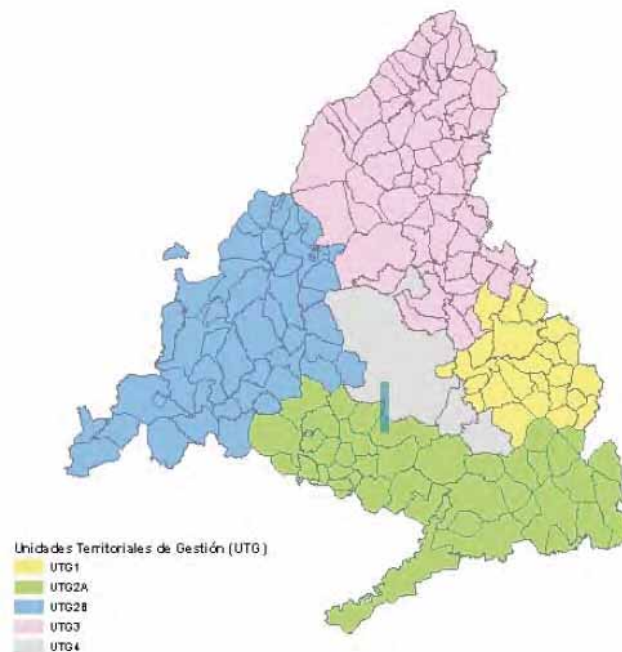 Unidades Territoriales de Gestión (UTG)
UTG1
UTG2A
UTG2B
UTG3
UTG4